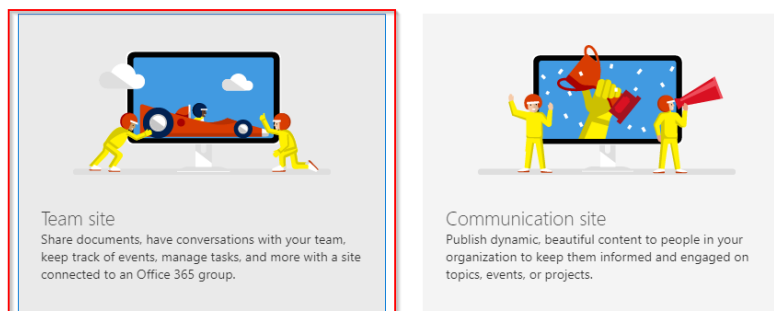 Team site
Share documents, have conversations with your team,
keep track of events, manage tasks, and more with a site
connected to an Office 365 group.
Communication site
Publish dynamic, beautiful content to people in your
organization to keep them informed and engaged on
topics, events, or projects.